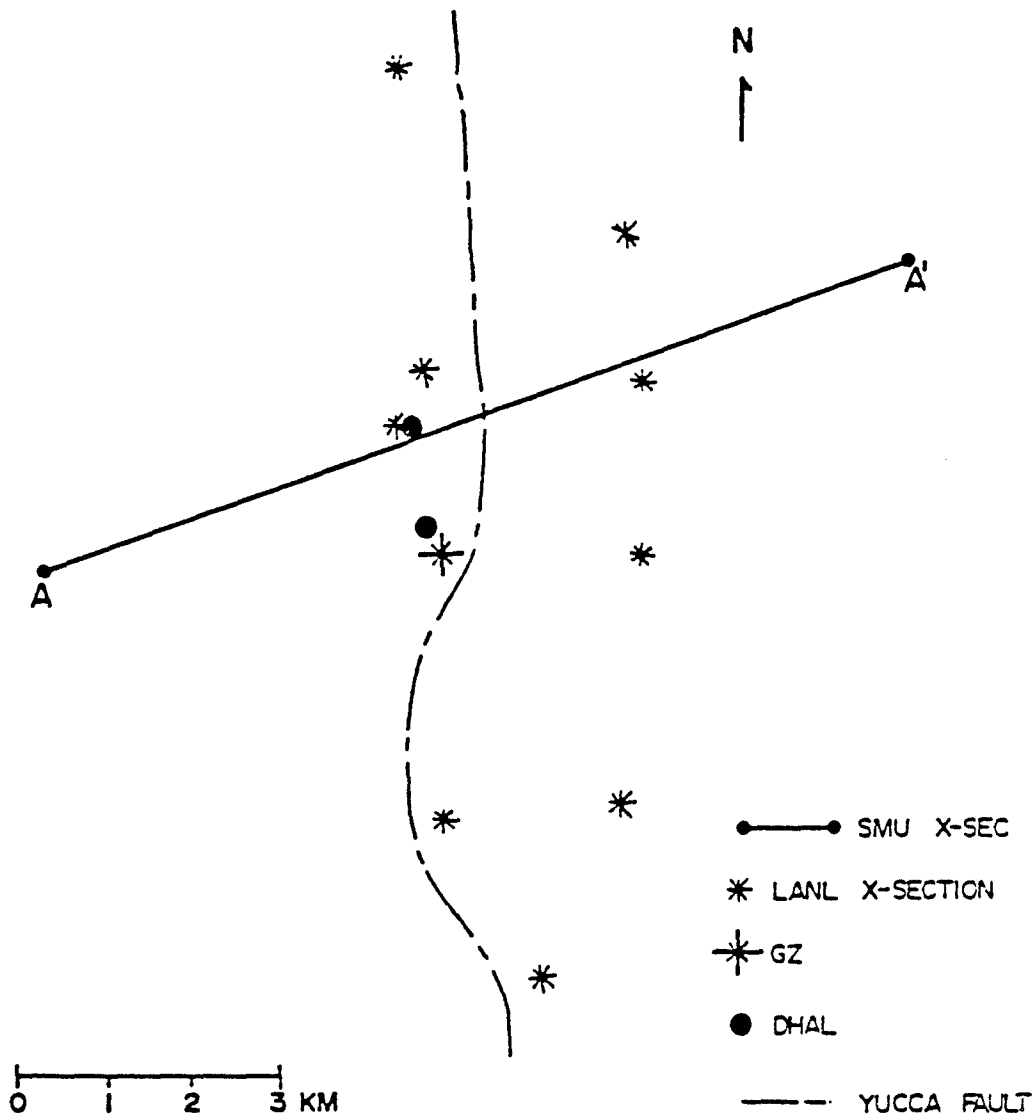 N
A'
A
SMU X-SEC
LANL X-SECTION
GZ
DHAL
0 1 2 3 KM
YUCCA FAULT